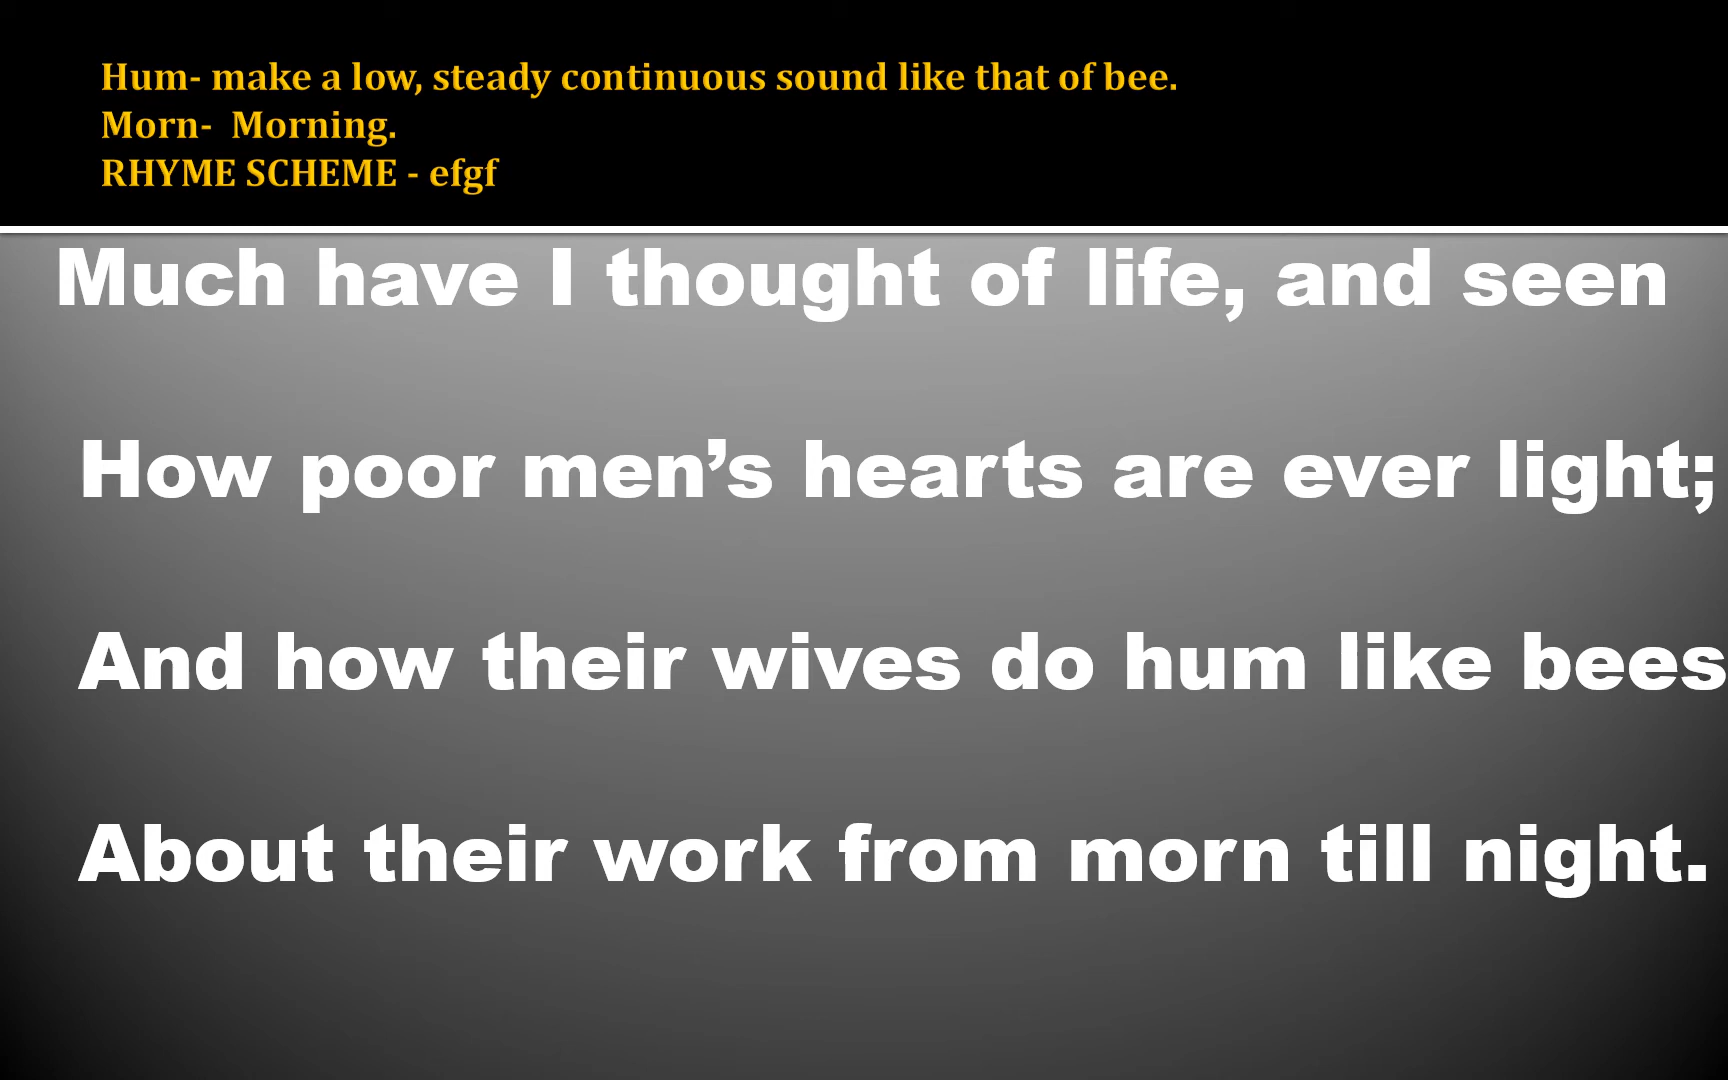 Hum- make a low, steady continuous sound like that of bee.
Morn-  Morning.
RHYME SCHEME - efgf
Much have I thought of life, and seen
How poor men’s hearts are ever light;
And how their wives do hum like bees
About their work from morn till night.